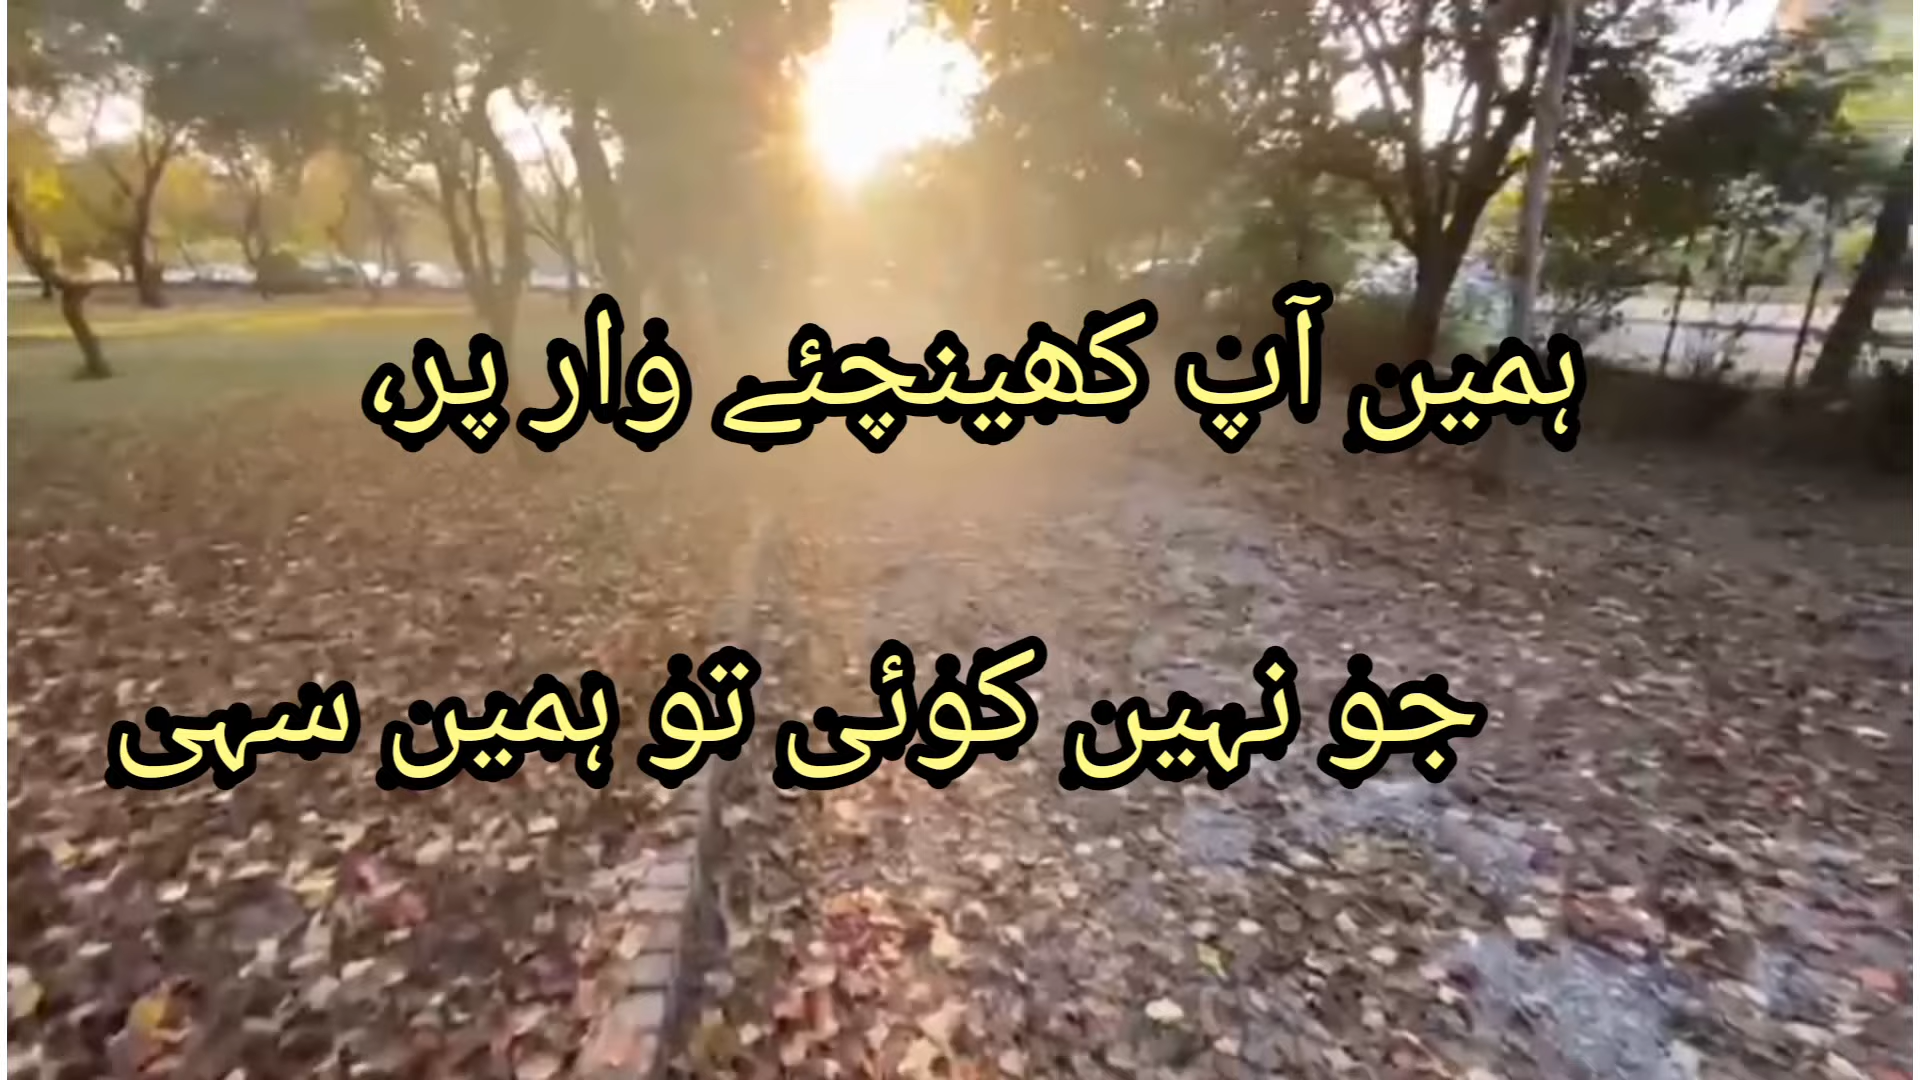 ہمیں آپ کھینچئے وار پر،
جو نہیں کوئی تو ہمیں سہی